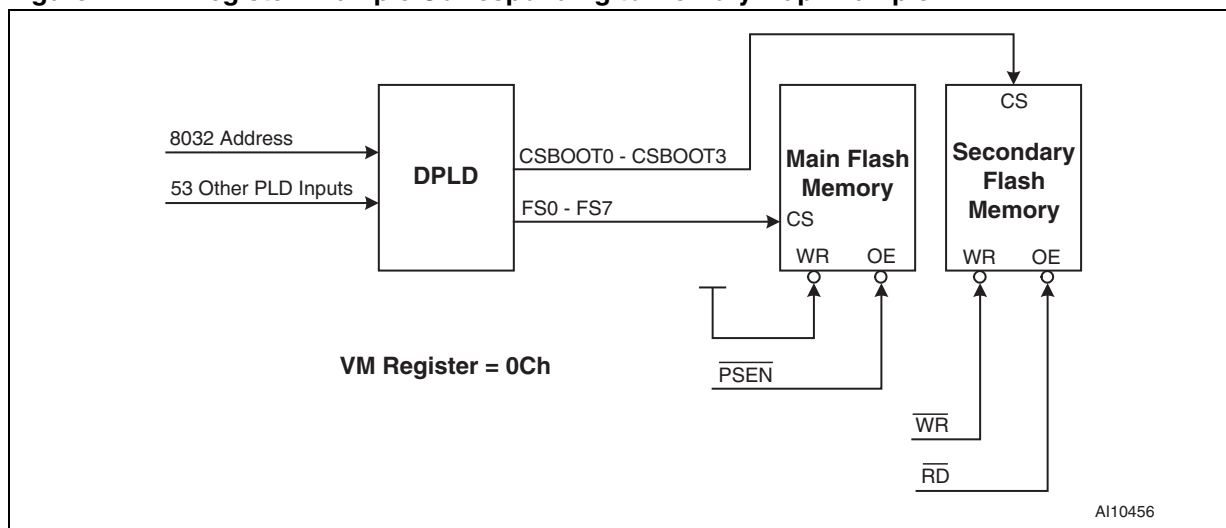 8032 Address
53 Other PLD Inputs
DPLD
CSBOOT0 - CSBOOT3
FS0 - FS7
Main Flash
Memory
CS
WR OE
CS
Secondary
Flash
Memory
WR OE
VM Register = 0Ch
PSEN
WR
RD
AI10456